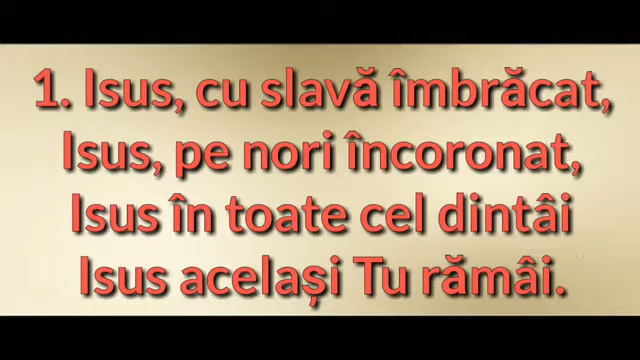 1. Isus, cu slavă îmbrăcat,
Isus, pe nori încoronat,
Isus în toate cel dintâi
Isus același Tu rămâi.